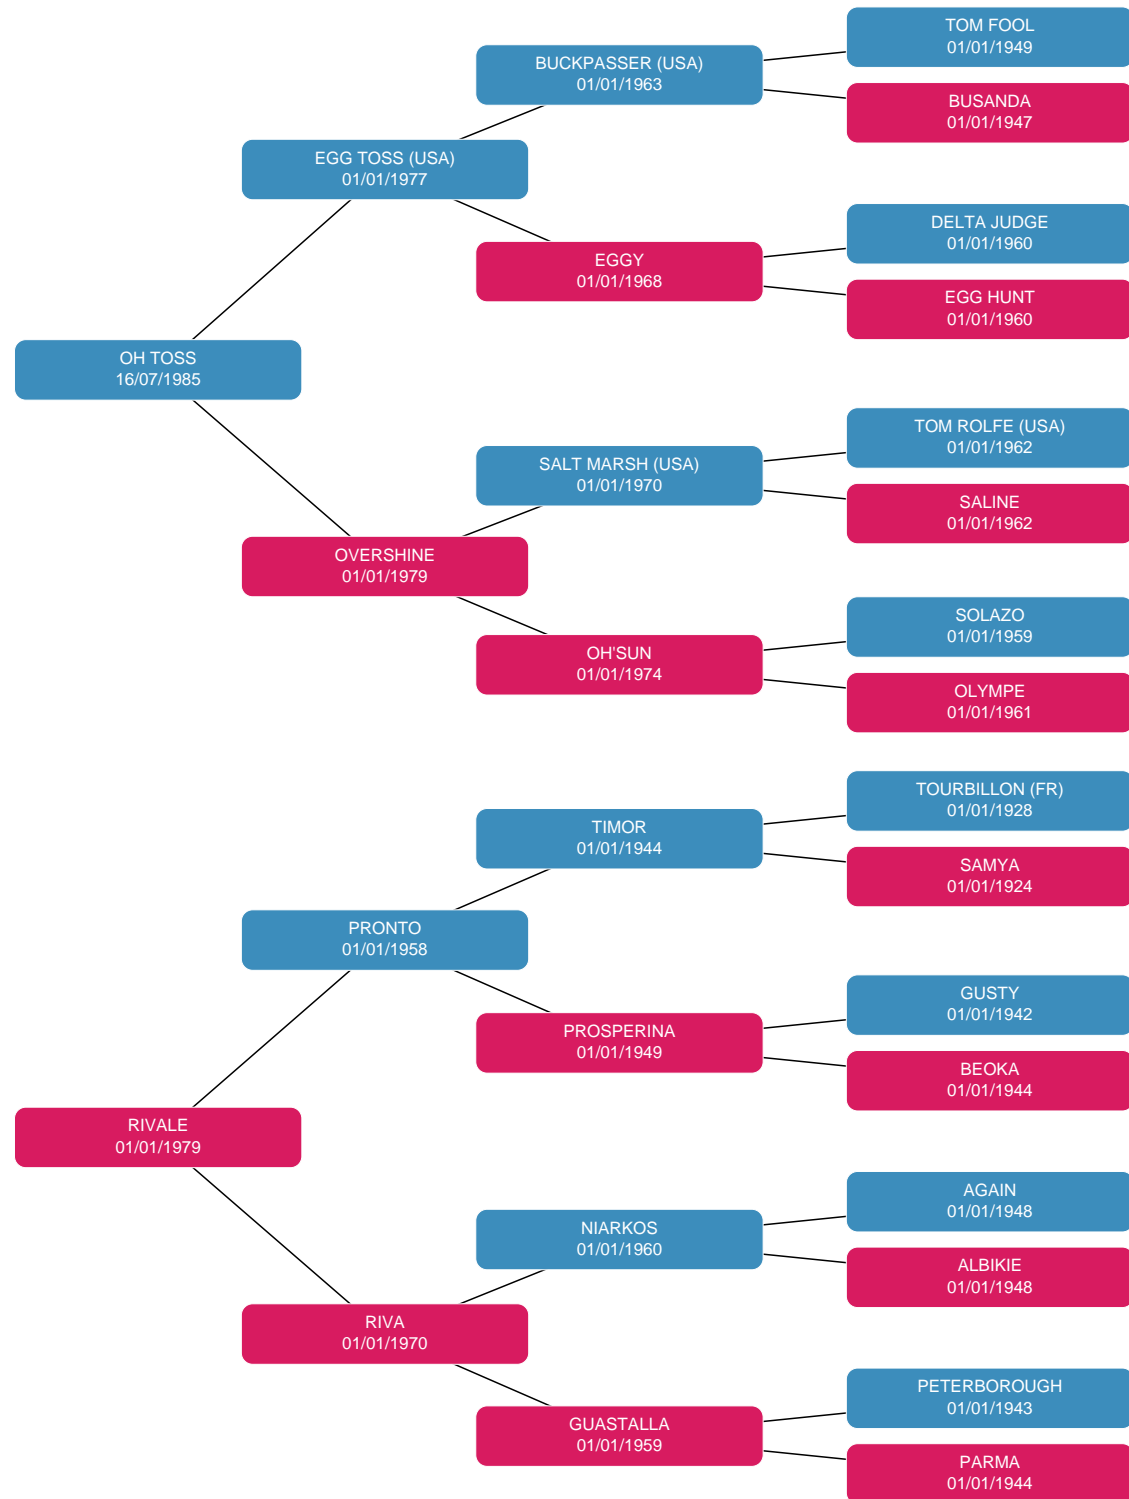 TOM FOOL
01/01/1949
BUCKPASSER (USA)
01/01/1963
BUSANDA
01/01/1947
EGG TOSS (USA)
01/01/1977
DELTA JUDGE
01/01/1960
EGGY
01/01/1968
EGG HUNT
01/01/1960
OH TOSS
16/07/1985
TOM ROLFE (USA)
01/01/1962
SALT MARSH (USA)
01/01/1970
SALINE
01/01/1962
OVERSHINE
01/01/1979
SOLAZO
01/01/1959
OH'SUN
01/01/1974
OLYMPE
01/01/1961
TOURBILLON (FR)
01/01/1928
TIMOR
01/01/1944
SAMYA
01/01/1924
PRONTO
01/01/1958
GUSTY
01/01/1942
PROSPERINA
01/01/1949
BEOKA
01/01/1944
RIVALE
01/01/1979
AGAIN
01/01/1948
NIARKOS
01/01/1960
ALBIKIE
01/01/1948
RIVA
01/01/1970
PETERBOROUGH
01/01/1943
GUASTALLA
01/01/1959
PARMA
01/01/1944